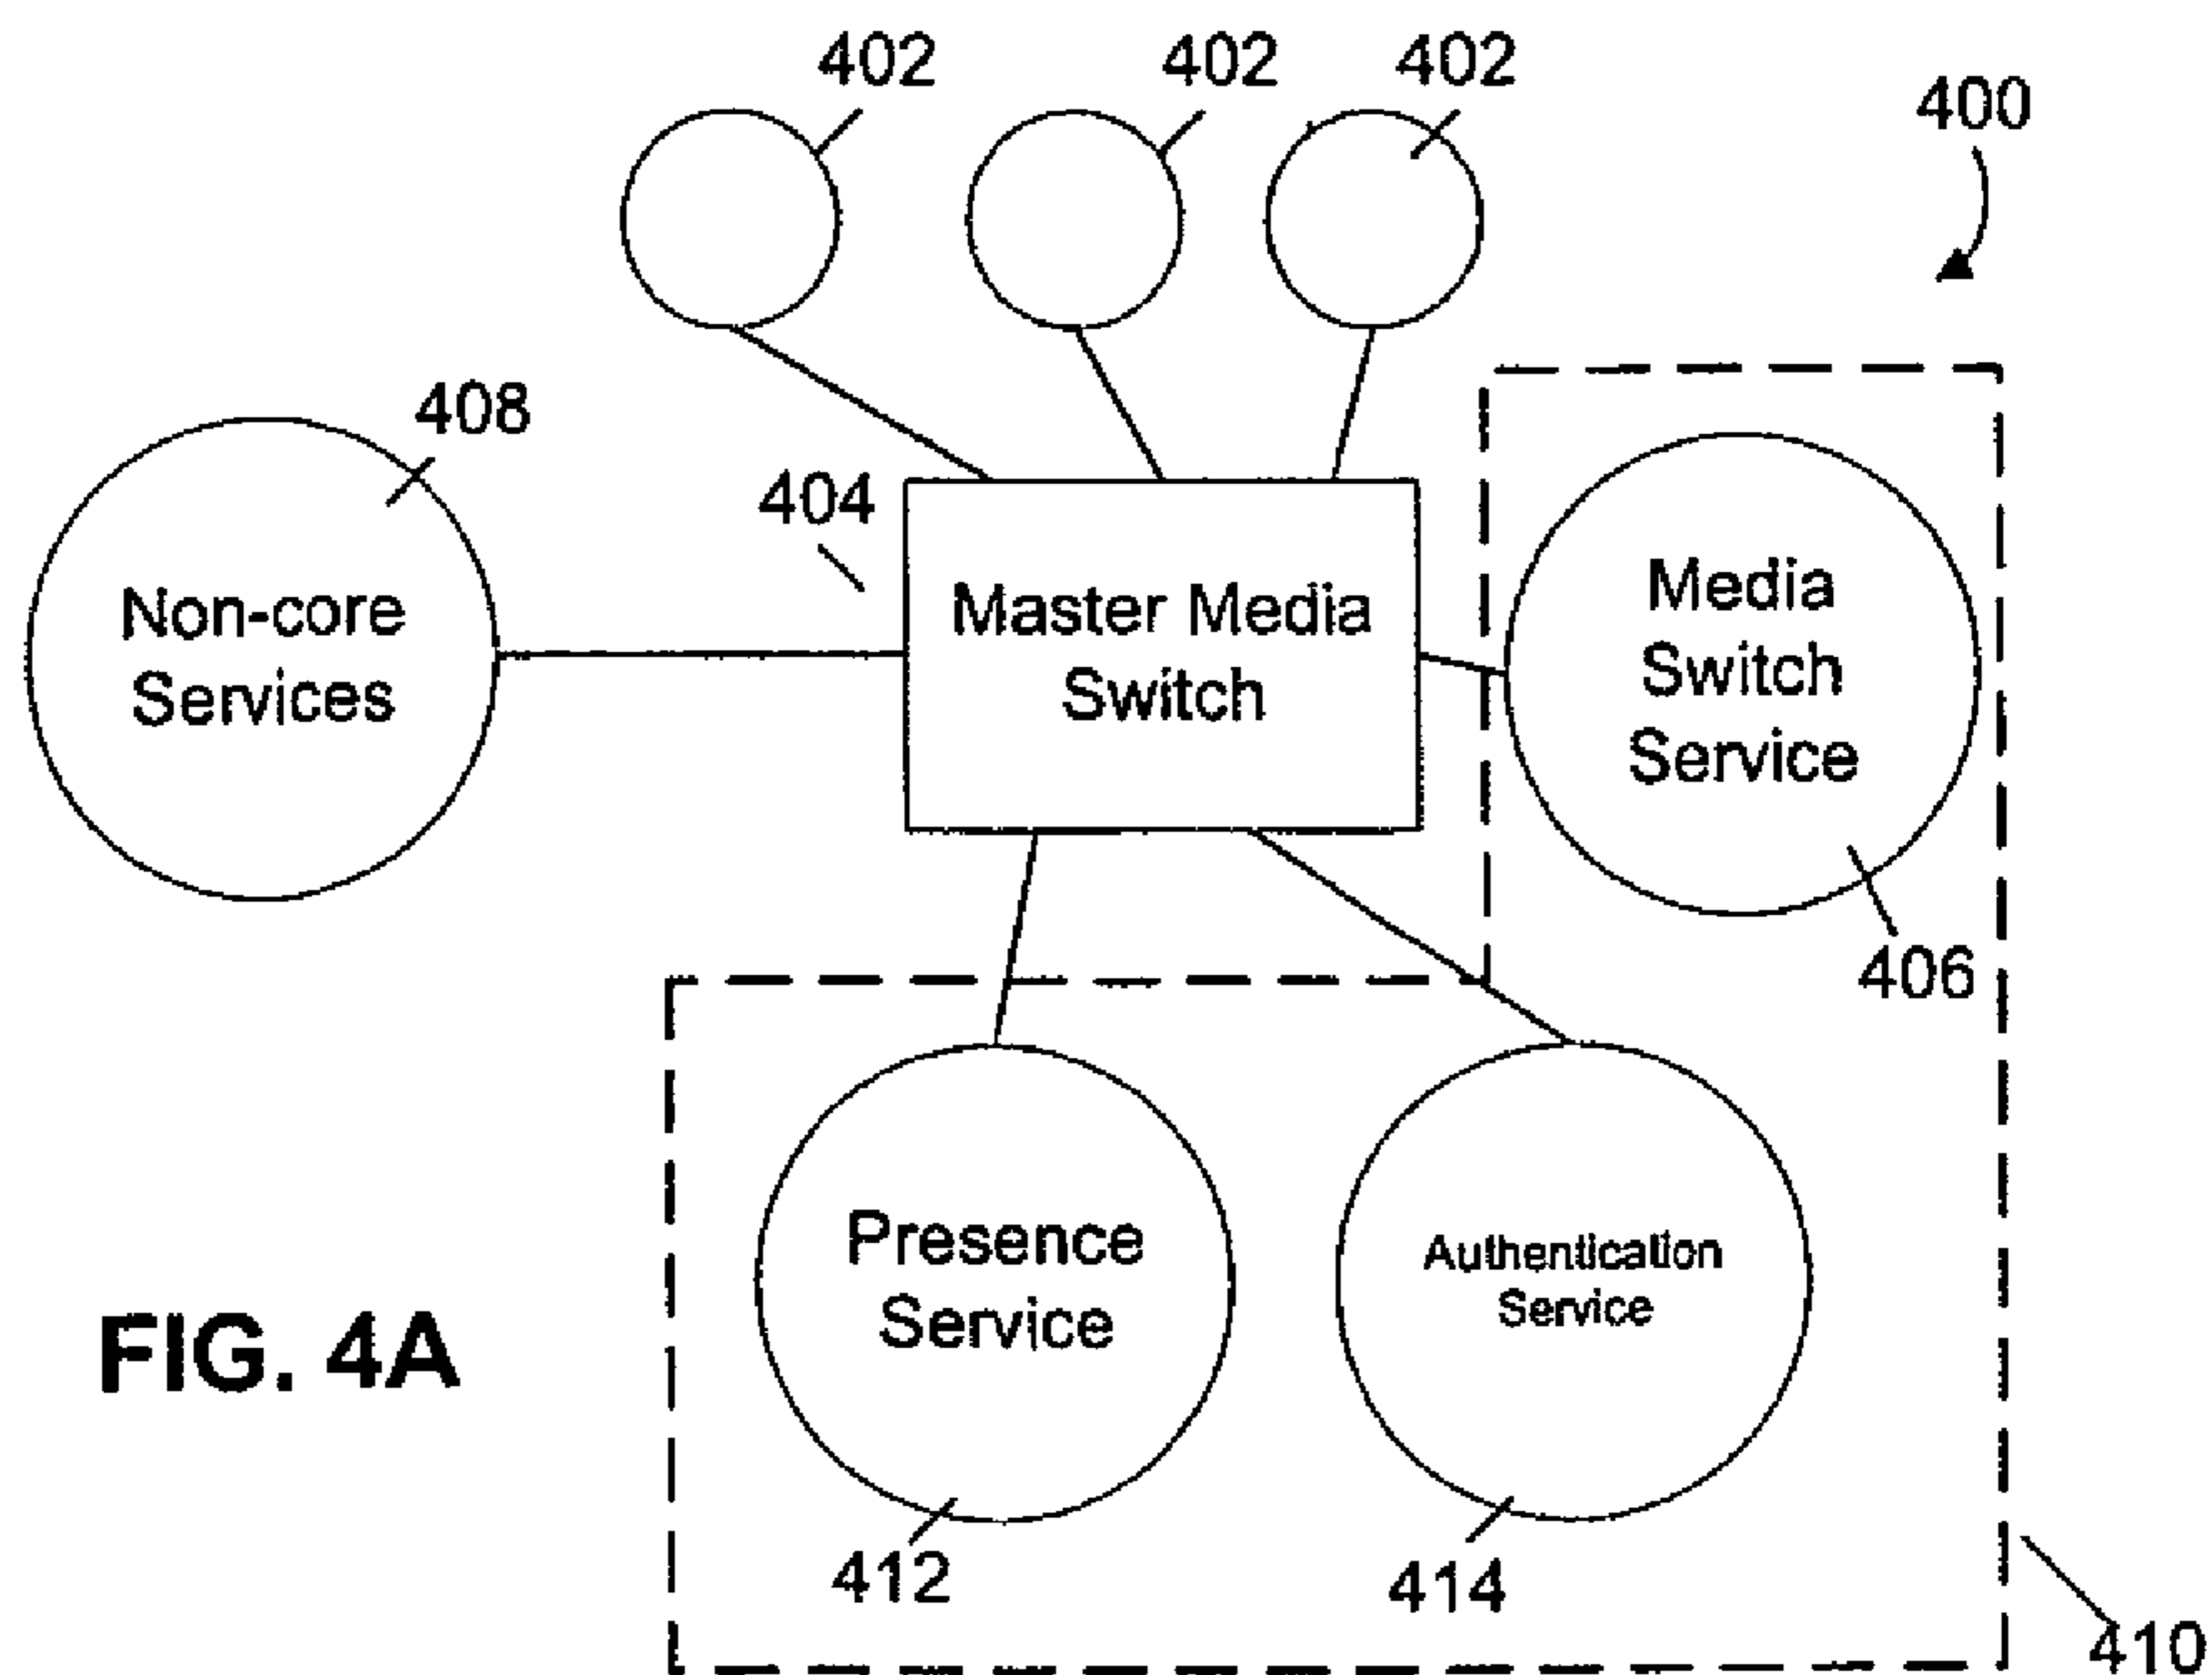 402
402
402
400
408
404
Non-core
Services
Master Media
Switch
Media
Switch
Service
406
Presence
Service
Authentication
Service
FIG. 4A
412
414
410